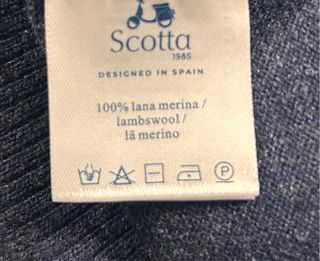 Scotta
1985
DESIGNED IN SPAIN
100% lana merina /
lambswool /
lã merino